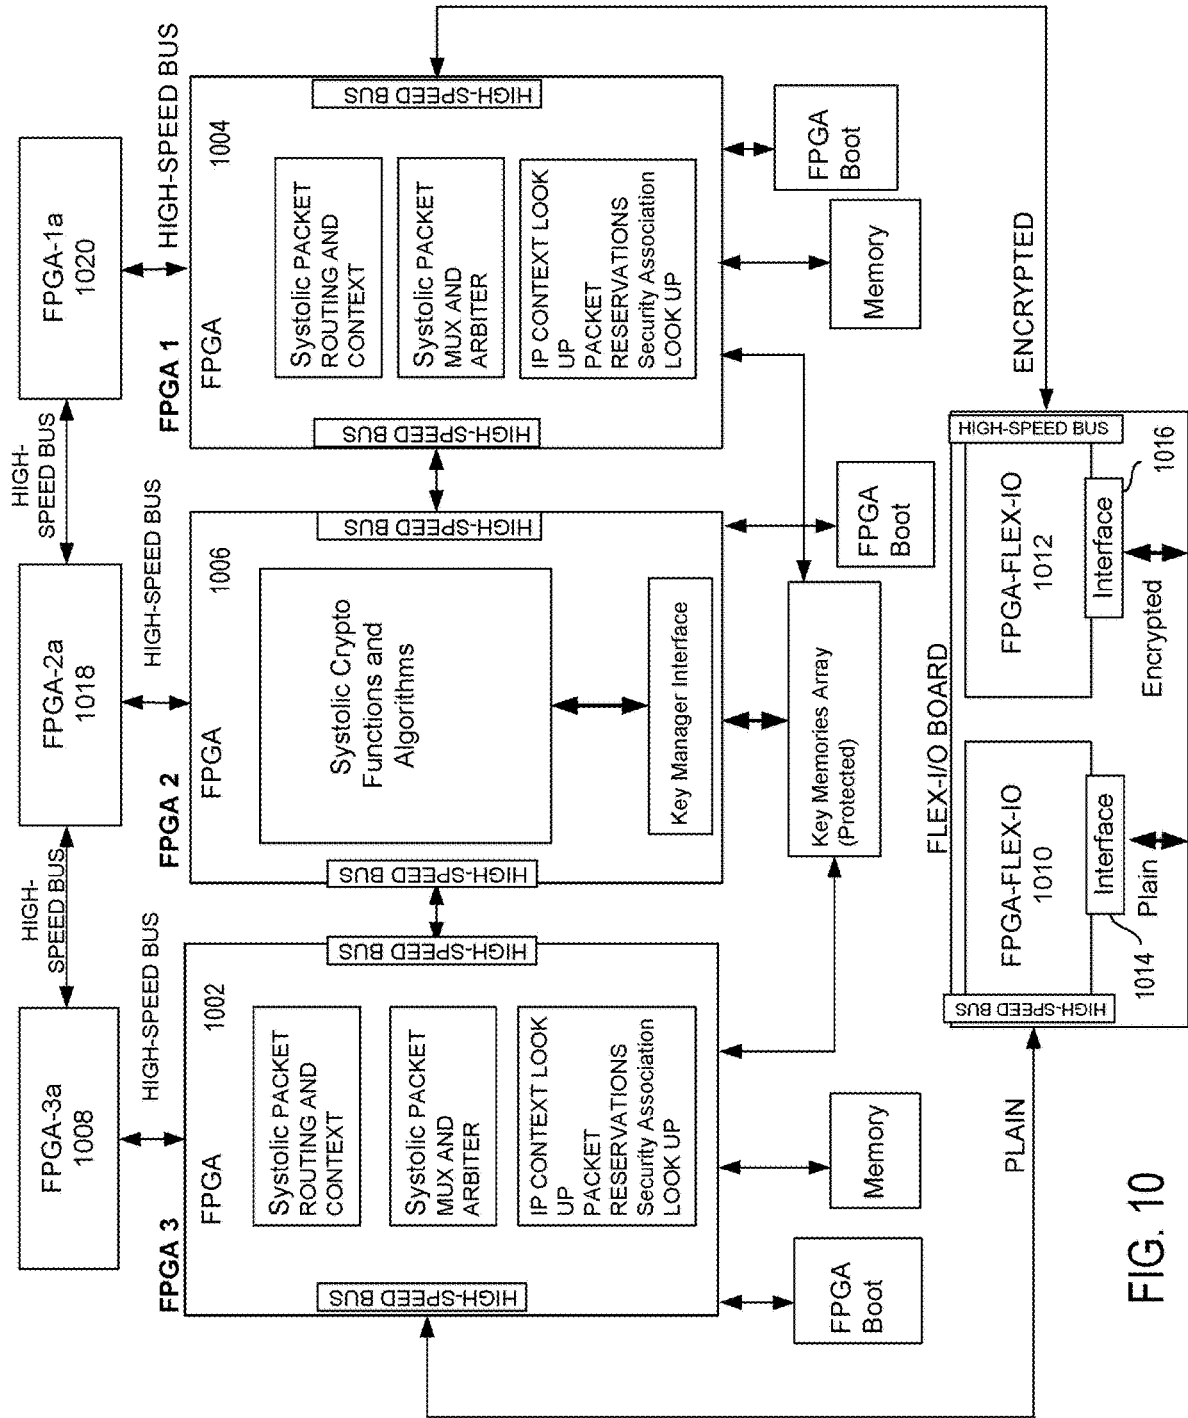 FPGA-3a
1008
HIGH-
SPEED BUS
FPGA-2a
1018
HIGH-
SPEED BUS
FPGA-1a
1020
HIGH-SPEED BUS
HIGH-SPEED BUS
HIGH-SPEED BUS
FPGA 3
FPGA
1002
Systolic PACKET
ROUTING AND
CONTEXT
Systolic PACKET
MUX AND
ARBITER
IP CONTEXT LOOK
UP
PACKET
RESERVATIONS
Security Association
LOOK UP
HIGH-SPEED BUS
HIGH-SPEED BUS
FPGA 2
FPGA
1006
Systolic Crypto
Functions and
Algorithms
Key Manager Interface
HIGH-SPEED BUS
HIGH-SPEED BUS
FPGA 1
FPGA
1004
Systolic PACKET
ROUTING AND
CONTEXT
Systolic PACKET
MUX AND
ARBITER
IP CONTEXT LOOK
UP
PACKET
RESERVATIONS
Security Association
LOOK UP
HIGH-SPEED BUS
HIGH-SPEED BUS
FPGA
Boot
Memory
Key Memories Array
(Protected)
FPGA
Boot
Memory
FPGA
Boot
PLAIN
FLEX-I/O BOARD
ENCRYPTED
HIGH-SPEED BUS
FPGA-FLEX-IO
1010
FPGA-FLEX-IO
1012
HIGH-SPEED BUS
Interface
Interface
1014
1016
Plain
Encrypted
FIG. 10